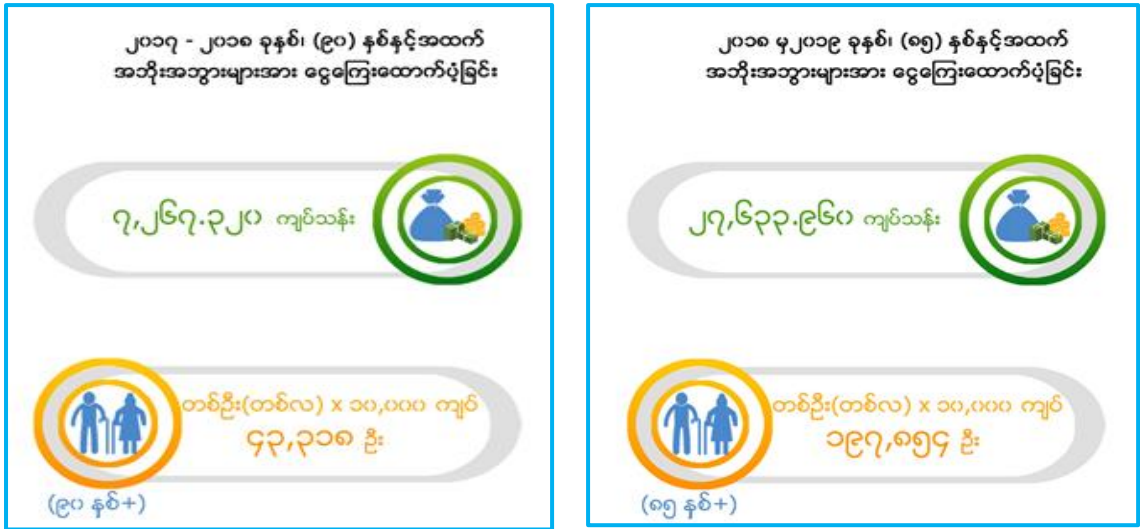 ၂၀၁၇ - ၂၀၁၈ ခုနှစ်၊ (၉၀) နှစ်နှင့်အထက်
အဘိုးအဘွားများအား ငွေကြေးထောက်ပံ့ခြင်း
၇,၂၆၇.၃၂၀ ကျပ်သန်း
တစ်ဦး(တစ်လ) x ၁၀,၀၀၀ ကျပ်
၄၃,၃၁၈ ဦး
(၉၀ နှစ်+)
၂၀၁၈ မှ၂၀၁၉ ခုနှစ်၊ (၈၅) နှစ်နှင့်အထက်
အဘိုးအဘွားများအား ငွေကြေးထောက်ပံ့ခြင်း
၂၇,၆၃၃.၉၆၀ ကျပ်သန်း
တစ်ဦး(တစ်လ) x ၁၀,၀၀၀ ကျပ်
၁၉၇,၈၅၄ ဦး
(၈၅ နှစ်+)